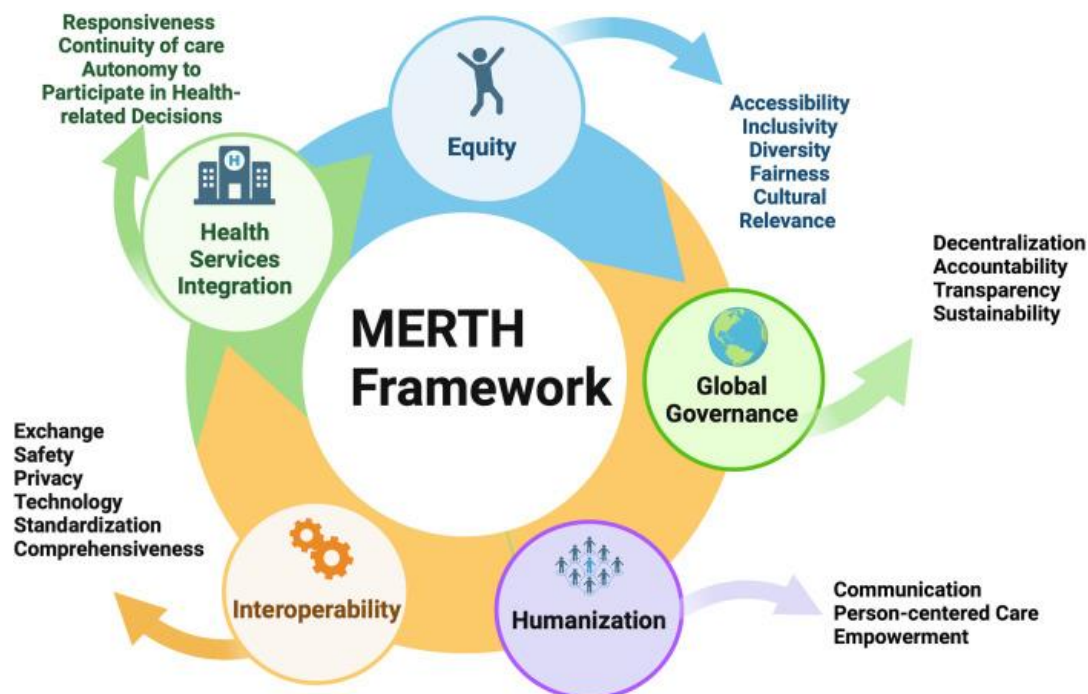 Responsiveness
Continuity of care
Autonomy to
Participate in Health-
related Decisions
H
Health
Services
Integration
Equity
Accessibility
Inclusivity
Diversity
Fairness
Cultural
Relevance
MERTH
Framework
Global
Governance
Decentralization
Accountability
Transparency
Sustainability
Exchange
Safety
Privacy
Technology
Standardization
Comprehensiveness
Interoperability
Humanization
Communication
Person-centered Care
Empowerment